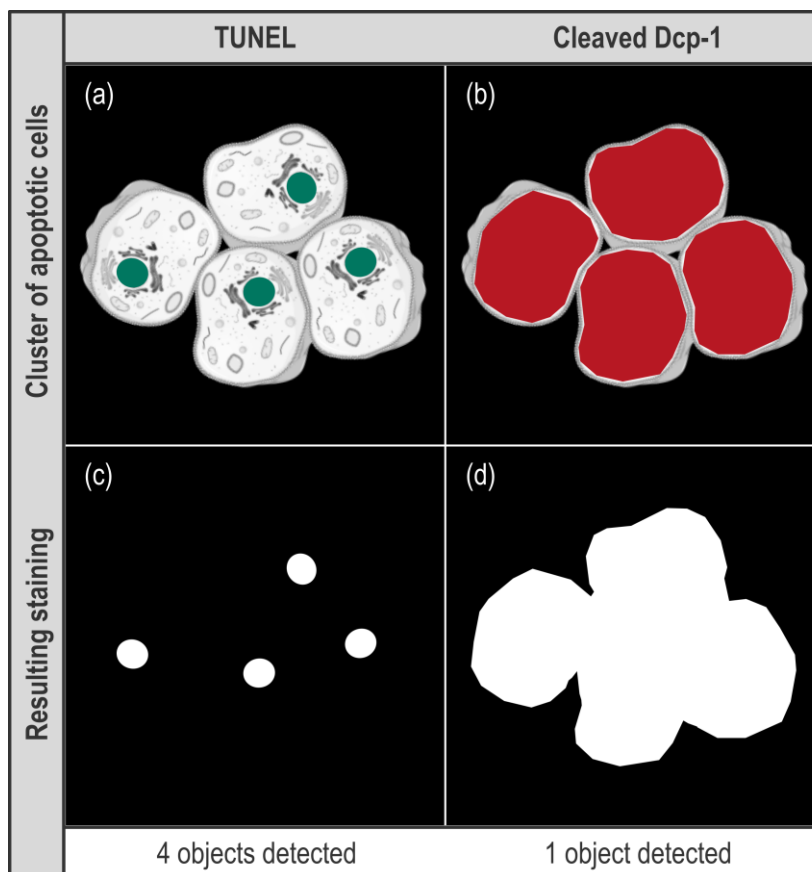 TUNEL
Cleaved Dcp-1
Cluster of apoptotic cells
(a)
(b)
Resulting staining
(c)
(d)
4 objects detected
1 object detected